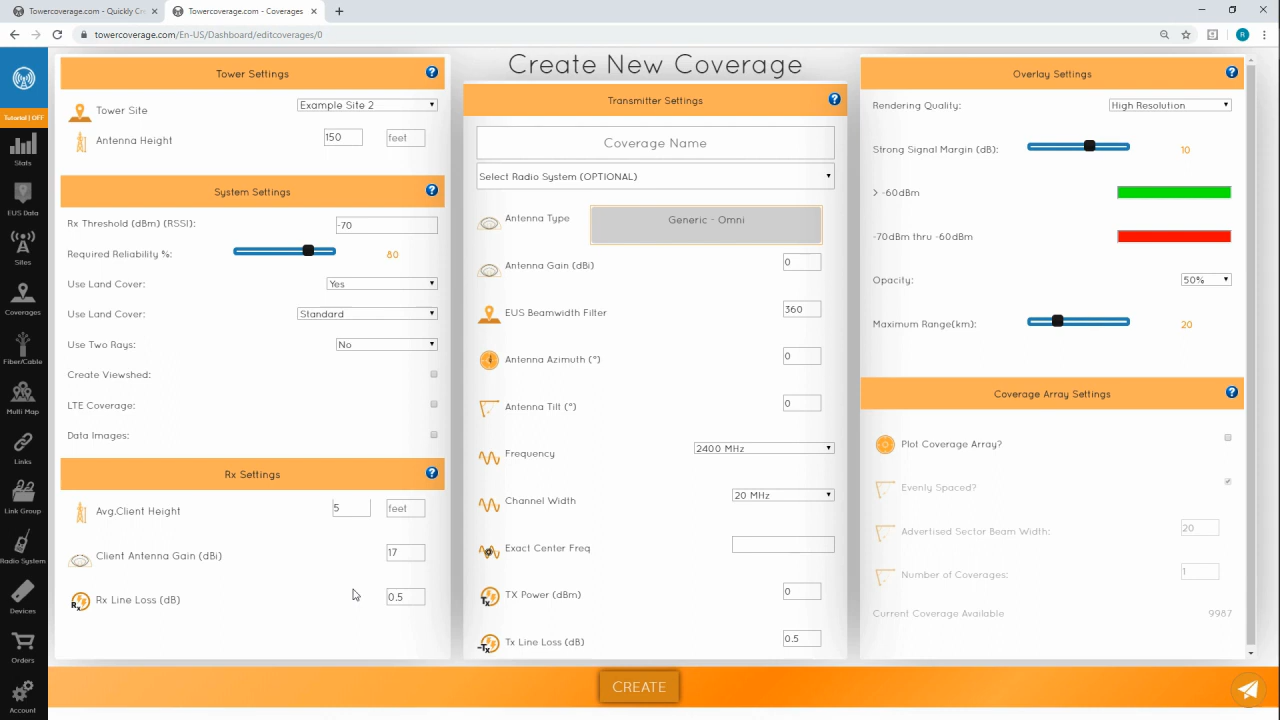 Towercoverage.com - Quickly Cr
Towercoverage.com - Coverages
towercoverage.com/En-US/Dashboard/editcoverages/0
R
Tutorial | OFF
Stats
EUS Data
Sites
Coverages
Fiber/Cable
Multi Map
Links
Link Group
Radio System
Devices
Orders
Account
Create New Coverage
Tower Settings
?
Tower Site
Example Site 2
Antenna Height
150
feet
System Settings
?
Rx Threshold (dBm) (RSSI):
-70
Required Reliability %:
80
Use Land Cover:
Yes
Use Land Cover:
Standard
Use Two Rays:
No
Create Viewshed:
LTE Coverage:
Data Images:
Rx Settings
?
Avg.Client Height
5
feet
Client Antenna Gain (dBi)
17
Rx
Rx Line Loss (dB)
0.5
Transmitter Settings
?
Coverage Name
Select Radio System (OPTIONAL)
Antenna Type
Generic - Omni
Antenna Gain (dBi)
0
EUS Beamwidth Filter
360
Antenna Azimuth (°)
0
Antenna Tilt (°)
0
Frequency
2400 MHz
Channel Width
20 MHz
Exact Center Freq
Tx
TX Power (dBm)
0
-Tx
Tx Line Loss (dB)
0.5
Overlay Settings
?
Rendering Quality:
High Resolution
Strong Signal Margin (dB):
10
> -60dBm
-70dBm thru -60dBm
Opacity:
50%
Maximum Range(km):
20
Coverage Array Settings
?
Plot Coverage Array?
Evenly Spaced?
Advertised Sector Beam Width:
20
Number of Coverages:
1
Current Coverage Available
9987
CREATE